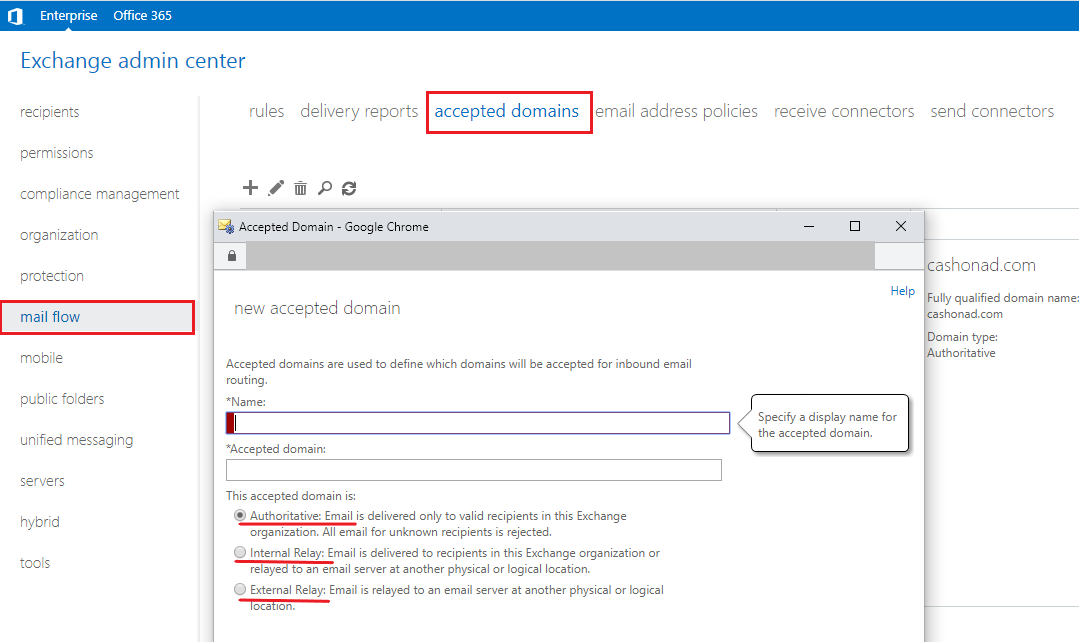 Enterprise Office 365
Exchange admin center
recipients
permissions
compliance management
organization
protection
mail flow
mobile
public folders
unified messaging
servers
hybrid
tools
rules delivery reports accepted domains email address policies receive connectors send connectors
Accepted Domain - Google Chrome
Help
new accepted domain
Accepted domains are used to define which domains will be accepted for inbound email
routing.
*Name:
Specify a display name for
the accepted domain.
*Accepted domain:
This accepted domain is:
Authoritative: Email is delivered only to valid recipients in this Exchange
organization. All email for unknown recipients is rejected.
Internal Relay: Email is delivered to recipients in this Exchange organization or
relayed to an email server at another physical or logical location.
External Relay: Email is relayed to an email server at another physical or logical
location.
cashonad.com
Fully qualified domain name:
cashonad.com
Domain type:
Authoritative